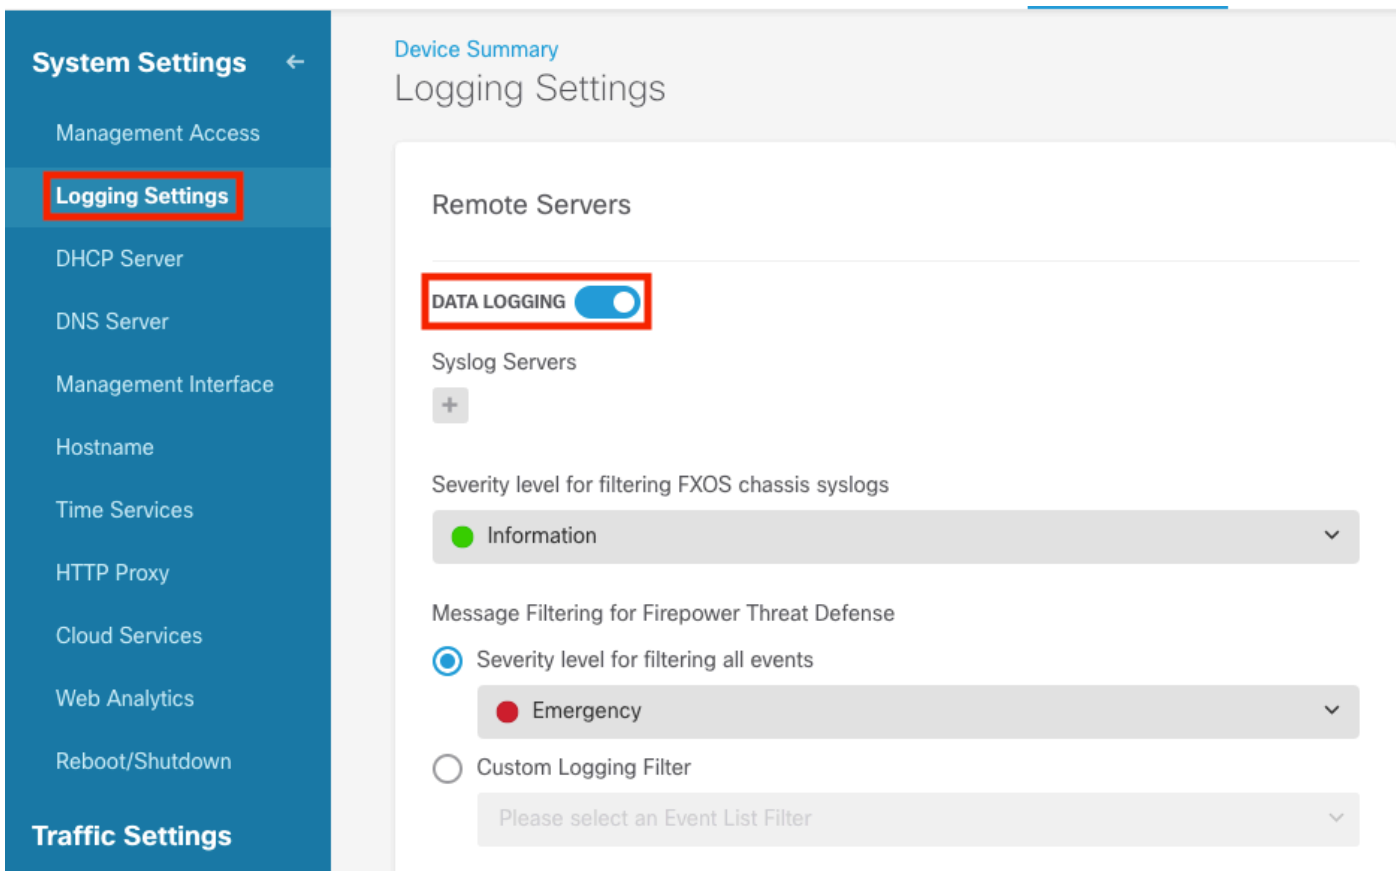 System Settings
Management Access
Logging Settings
DHCP Server
DNS Server
Management Interface
Hostname
Time Services
HTTP Proxy
Cloud Services
Web Analytics
Reboot/Shutdown
Traffic Settings
Device Summary
Logging Settings
Remote Servers
DATA LOGGING
Syslog Servers
Severity level for filtering FXOS chassis syslogs
Information
Message Filtering for Firepower Threat Defense
Severity level for filtering all events
Emergency
Custom Logging Filter
Please select an Event List Filter